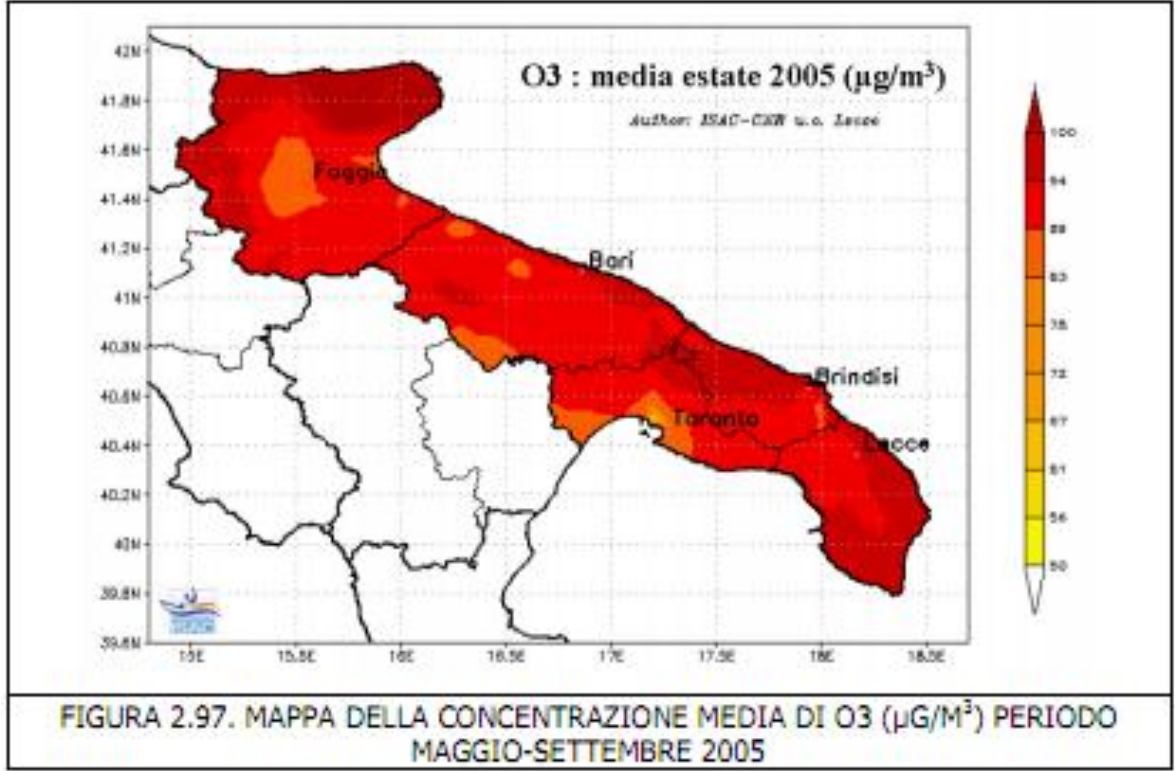 O3 : media estate 2005 (µg/m³)
Author: ISAC-CNR u.o. Lecce
42N
41.8N
41.6N
41.4N
41.2N
41N
40.8N
40.6N
40.4N
40.2N
40N
39.8N
39.6N
15E
15.5E
16E
16.5E
17E
17.5E
18E
18.5E
Foggia
Bari
Brindisi
Taranto
Lecce
100
94
89
83
78
72
67
61
56
50
ISAC
FIGURA 2.97. MAPPA DELLA CONCENTRAZIONE MEDIA DI O3 (µG/M³) PERIODO
MAGGIO-SETTEMBRE 2005